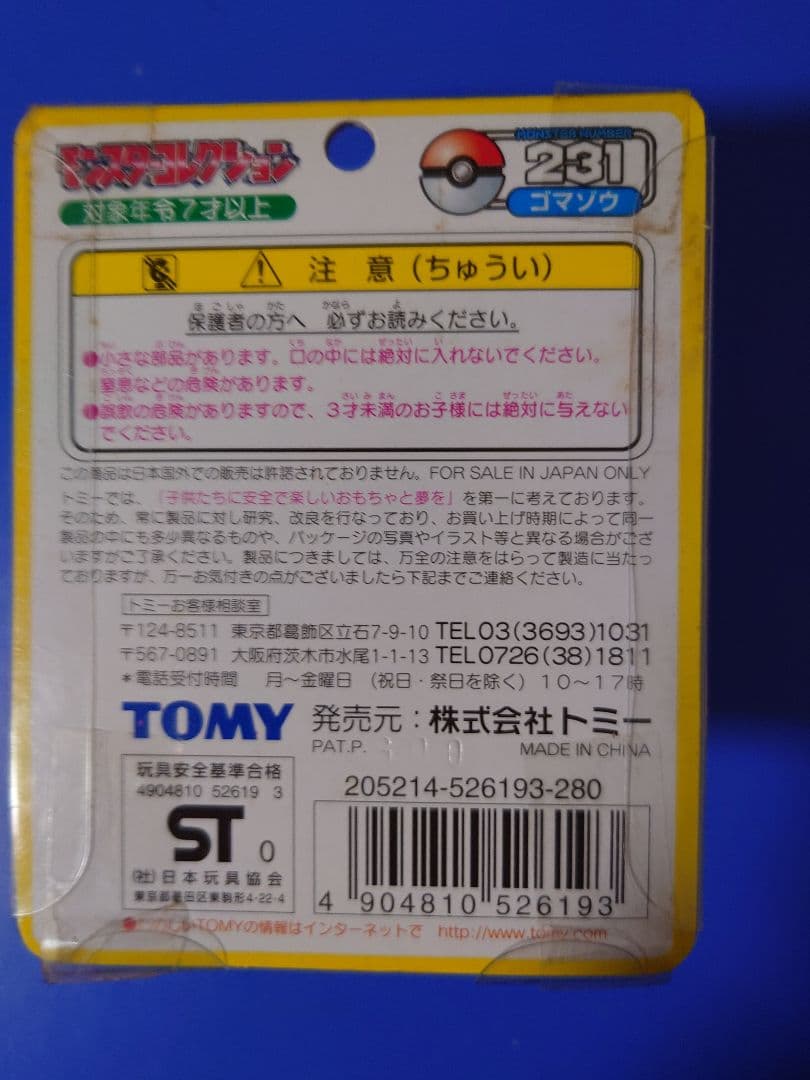 モンスターコレクション
対象年令7才以上
MONSTER NUMBER
231
ゴマゾウ
注意(ちゅうい)
保護者の方へ 必ずお読みください。
●小さな部品があります。口の中には絶対に入れないでください。
窒息などの危険があります。
●誤飲の危険がありますので、3才未満のお子様には絶対に与えない
でください。
この商品は日本国外での販売は許諾されておりません。FOR SALE IN JAPAN ONLY
トミーでは、「子供たちに安全で楽しいおもちゃと夢を」を第一に考えております。
そのため、常に製品に対し研究、改良を行なっており、お買い上げ時期によって同一
製品の中にも多少異なるものや、パッケージの写真やイラスト等と異なる場合がござ
いますがご了承ください。製品につきましては、万全の注意をはらって製造に当たっ
ておりますが、万一お気付きの点がございましたら下記までご連絡ください。
トミーお客様相談室
〒124-8511 東京都葛飾区立石7-9-10 TEL03(3693)1031
〒567-0891 大阪府茨木市水尾1-1-13 TEL0726(38)1811
*電話受付時間 月〜金曜日 (祝日・祭日を除く) 10〜17時
TOMY 発売元:株式会社トミー
PAT.P.
MADE IN CHINA
玩具安全基準合格
4904810 52619 3
ST 0
(社)日本玩具協会
東京都墨田区東駒形4-22-4
205214-526193-280
4 904810 526193
●たのしいTOMYの情報はインターネットで http://www.tomy.com